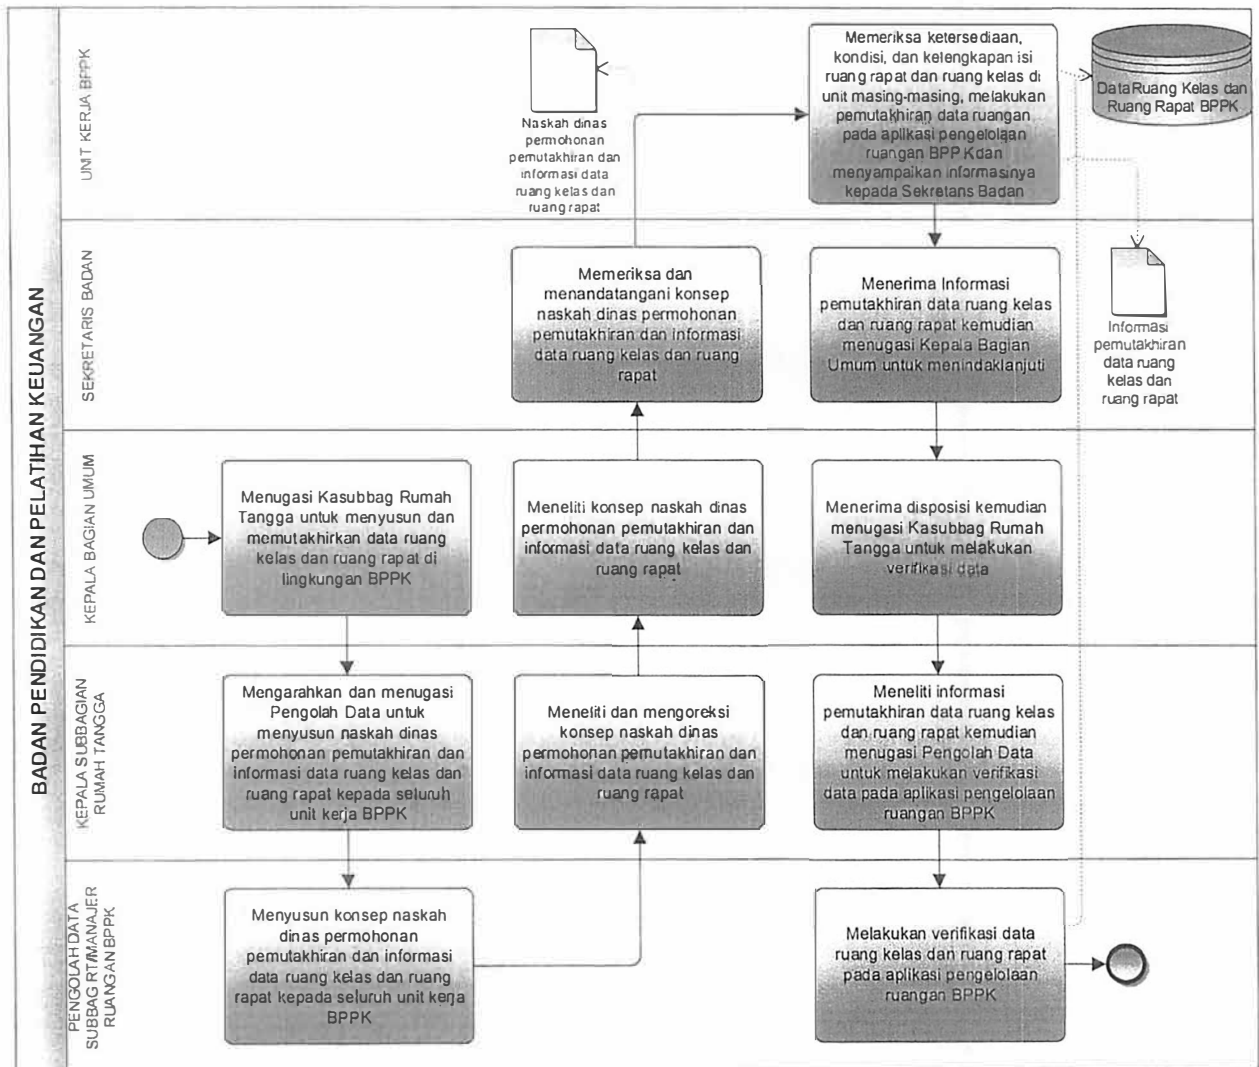 BADAN PENDIDIKAN DAN PELATIHAN KEUANGAN
UNIT KERJA BPPK
Naskah dinas
permohonan
pemutakhiran dan
informasi data
ruang kelas dan
ruang rapat
Memeriksa ketersediaan,
kondisi, dan kelengkapan isi
ruang rapat dan ruang kelas di
unit masing-masing, melakukan
pemutakhiran data ruangan
pada aplikasi pengelolaan
ruangan BPPKdan
menyampaikan informasinya
kepada Sekretaris Badan
Data Ruang Kelas dan
Ruang Rapat BPPK
SEKRETARIS BADAN
Memeriksa dan
menandatangani konsep
naskah dinas permohonan
pemutakhiran dan informasi
data ruang kelas dan ruang
rapat
Menerima Informasi
pemutakhiran data ruang kelas
dan ruang rapat kemudian
menugasi Kepala Bagian
Umum untuk menindaklanjuti
Informasi
pemutakhiran
data ruang
kelas dan
ruang rapat
KEPALA BAGIAN UMUM
Menugasi Kasubbag Rumah
Tangga untuk menyusun dan
memutakhirkan data ruang
kelas dan ruang rapat di
lingkungan BPPK
Meneliti konsep naskah dinas
permohonan pemutakhiran dan
informasi data ruang kelas dan
ruang rapat
Menerima disposisi kemudian
menugasi Kasubbag Rumah
Tangga untuk melakukan
verifikasi data
KEPALA SUBBAGIAN
RUMAH TANGGA
Mengarahkan dan menugasi
Pengolah Data untuk
menyusun naskah dinas
permohonan pemutakhiran dan
informasi data ruang kelas dan
ruang rapat kepada seluruh
unit kerja BPPK
Meneliti dan mengoreksi
konsep naskah dinas
permohonan pemutakhiran dan
informasi data ruang kelas dan
ruang rapat
Meneliti informasi
pemutakhiran data ruang kelas
dan ruang rapat kemudian
menugasi Pengolah Data
untuk melakukan verifikasi
data pada aplikasi pengelolaan
ruangan BPPK
PENGOLAH DATA
SUBBAG RT/MANAJER
RUANGAN BPPK
Menyusun konsep naskah
dinas permohonan
pemutakhiran dan informasi
data ruang kelas dan ruang
rapat kepada seluruh unit kerja
BPPK
Melakukan verifikasi data
ruang kelas dan ruang rapat
pada aplikasi pengelolaan
ruangan BPPK